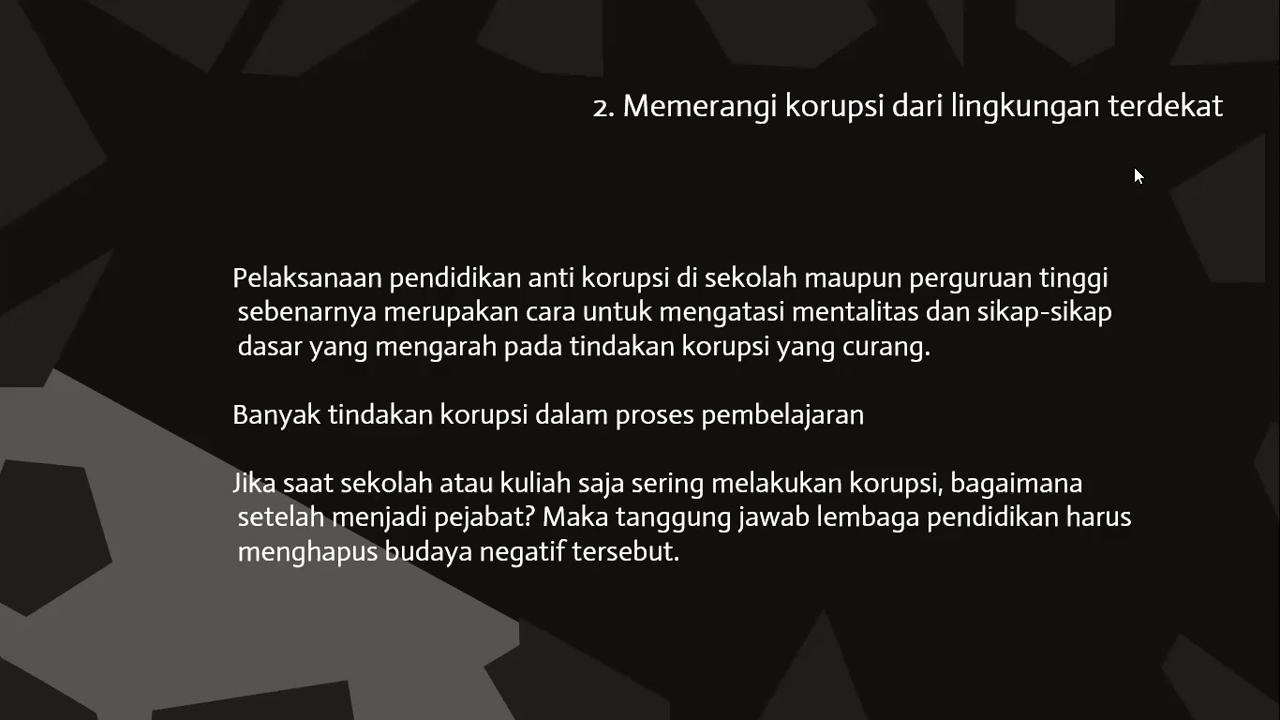 2. Memerangi korupsi dari lingkungan terdekat
Pelaksanaan pendidikan anti korupsi di sekolah maupun perguruan tinggi
sebenarnya merupakan cara untuk mengatasi mentalitas dan sikap-sikap
dasar yang mengarah pada tindakan korupsi yang curang.
Banyak tindakan korupsi dalam proses pembelajaran
Jika saat sekolah atau kuliah saja sering melakukan korupsi, bagaimana
setelah menjadi pejabat? Maka tanggung jawab lembaga pendidikan harus
menghapus budaya negatif tersebut.